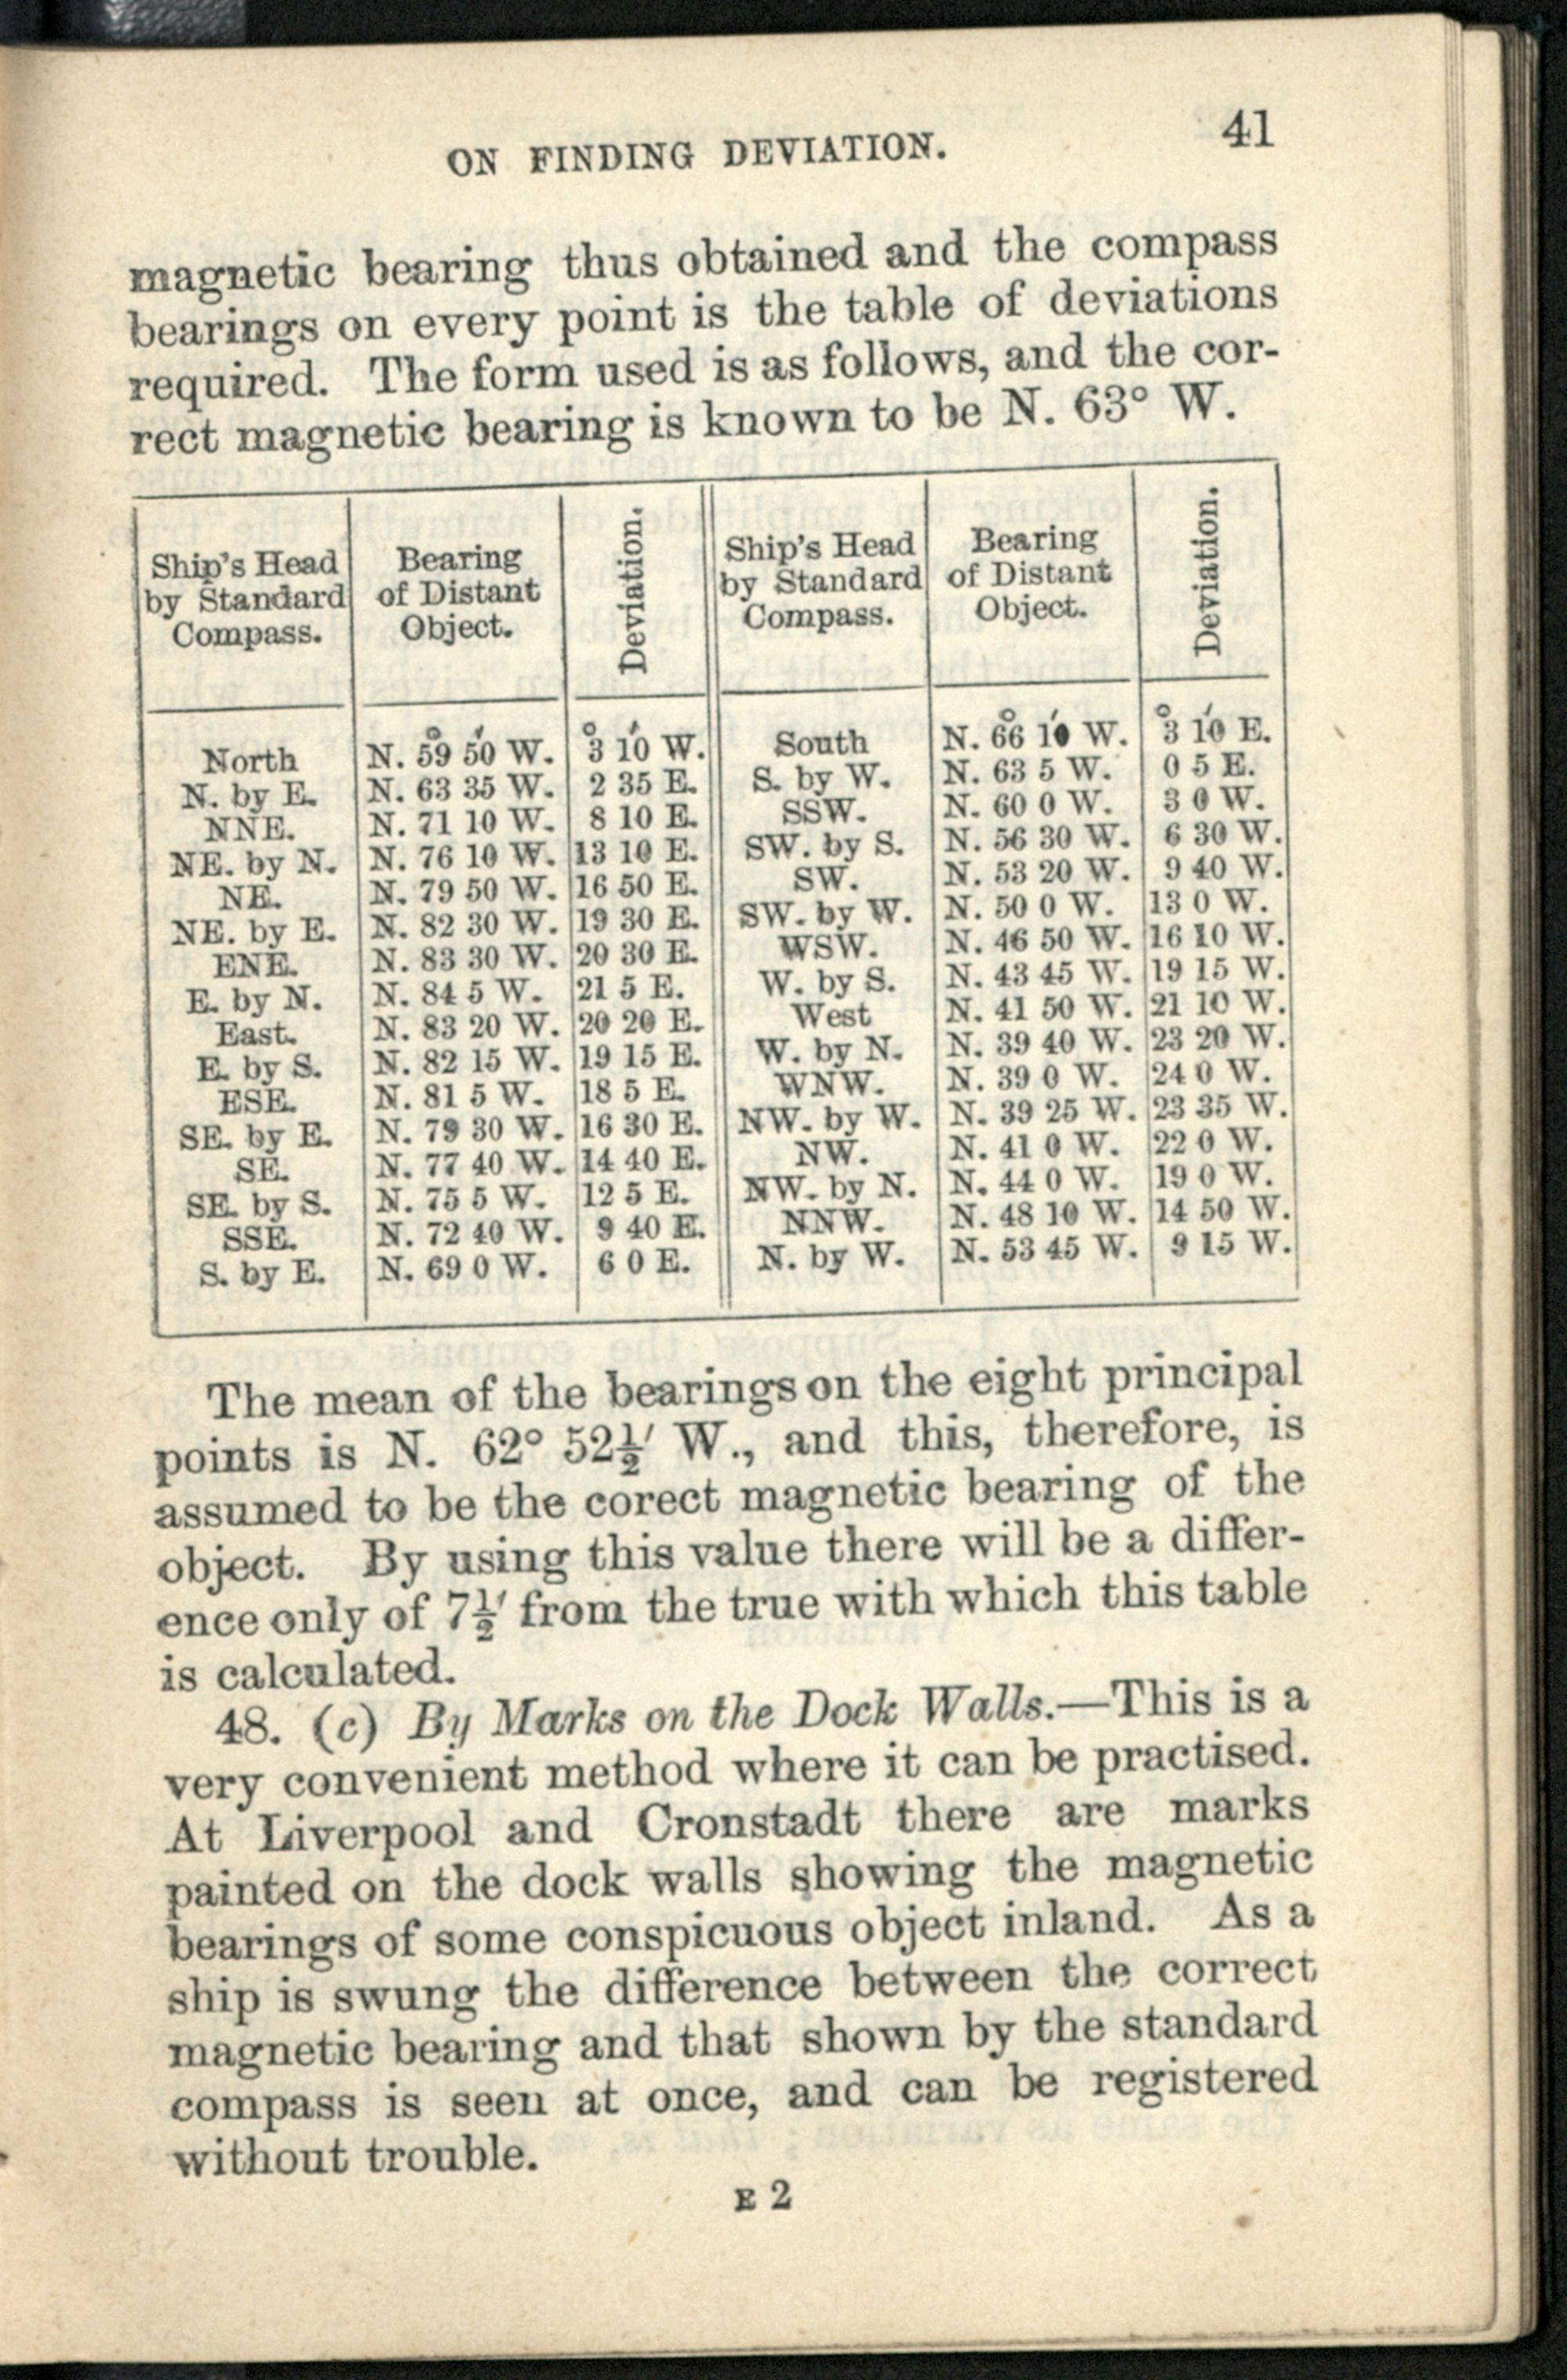 ON FINDING DEVIATION. 41
magnetic bearing thus obtained and the compass
bearings on every point is the table of deviations
required. The form used is as follows, and the cor-
rect magnetic bearing is known to be N. 63° W.
Ship's Head by Standard Compass. Bearing of Distant Object. Deviation. Ship's Head by Standard Compass. Bearing of Distant Object. Deviation.
North N. 59° 50′ W. 3° 10′ W. South N. 66° 10′ W. 3° 10′ E.
N. by E. N. 63 35 W. 2 35 E. S. by W. N. 63 5 W. 0 5 E.
NNE. N. 71 10 W. 8 10 E. SSW. N. 60 0 W. 3 0 W.
NE. by N. N. 76 10 W. 13 10 E. SW. by S. N. 56 30 W. 6 30 W.
NE. N. 79 50 W. 16 50 E. SW. N. 53 20 W. 9 40 W.
NE. by E. N. 82 30 W. 19 30 E. SW. by W. N. 50 0 W. 13 0 W.
ENE. N. 83 30 W. 20 30 E. WSW. N. 46 50 W. 16 10 W.
E. by N. N. 84 5 W. 21 5 E. W. by S. N. 43 45 W. 19 15 W.
East. N. 83 20 W. 20 20 E. West N. 41 50 W. 21 10 W.
E. by S. N. 82 15 W. 19 15 E. W. by N. N. 39 40 W. 23 20 W.
ESE. N. 81 5 W. 18 5 E. WNW. N. 39 0 W. 24 0 W.
SE. by E. N. 79 30 W. 16 30 E. NW. by W. N. 39 25 W. 23 35 W.
SE. N. 77 40 W. 14 40 E. NW. N. 41 0 W. 22 0 W.
SE. by S. N. 75 5 W. 12 5 E. NW. by N. N. 44 0 W. 19 0 W.
SSE. N. 72 40 W. 9 40 E. NNW. N. 48 10 W. 14 50 W.
S. by E. N. 69 0 W. 6 0 E. N. by W. N. 53 45 W. 9 15 W.
The mean of the bearings on the eight principal
points is N. 62° 52½′ W., and this, therefore, is
assumed to be the corect magnetic bearing of the
object. By using this value there will be a differ-
ence only of 7½′ from the true with which this table
is calculated.
48. (c) By Marks on the Dock Walls.—This is a
very convenient method where it can be practised.
At Liverpool and Cronstadt there are marks
painted on the dock walls showing the magnetic
bearings of some conspicuous object inland. As a
ship is swung the difference between the correct
magnetic bearing and that shown by the standard
compass is seen at once, and can be registered
without trouble.
E 2